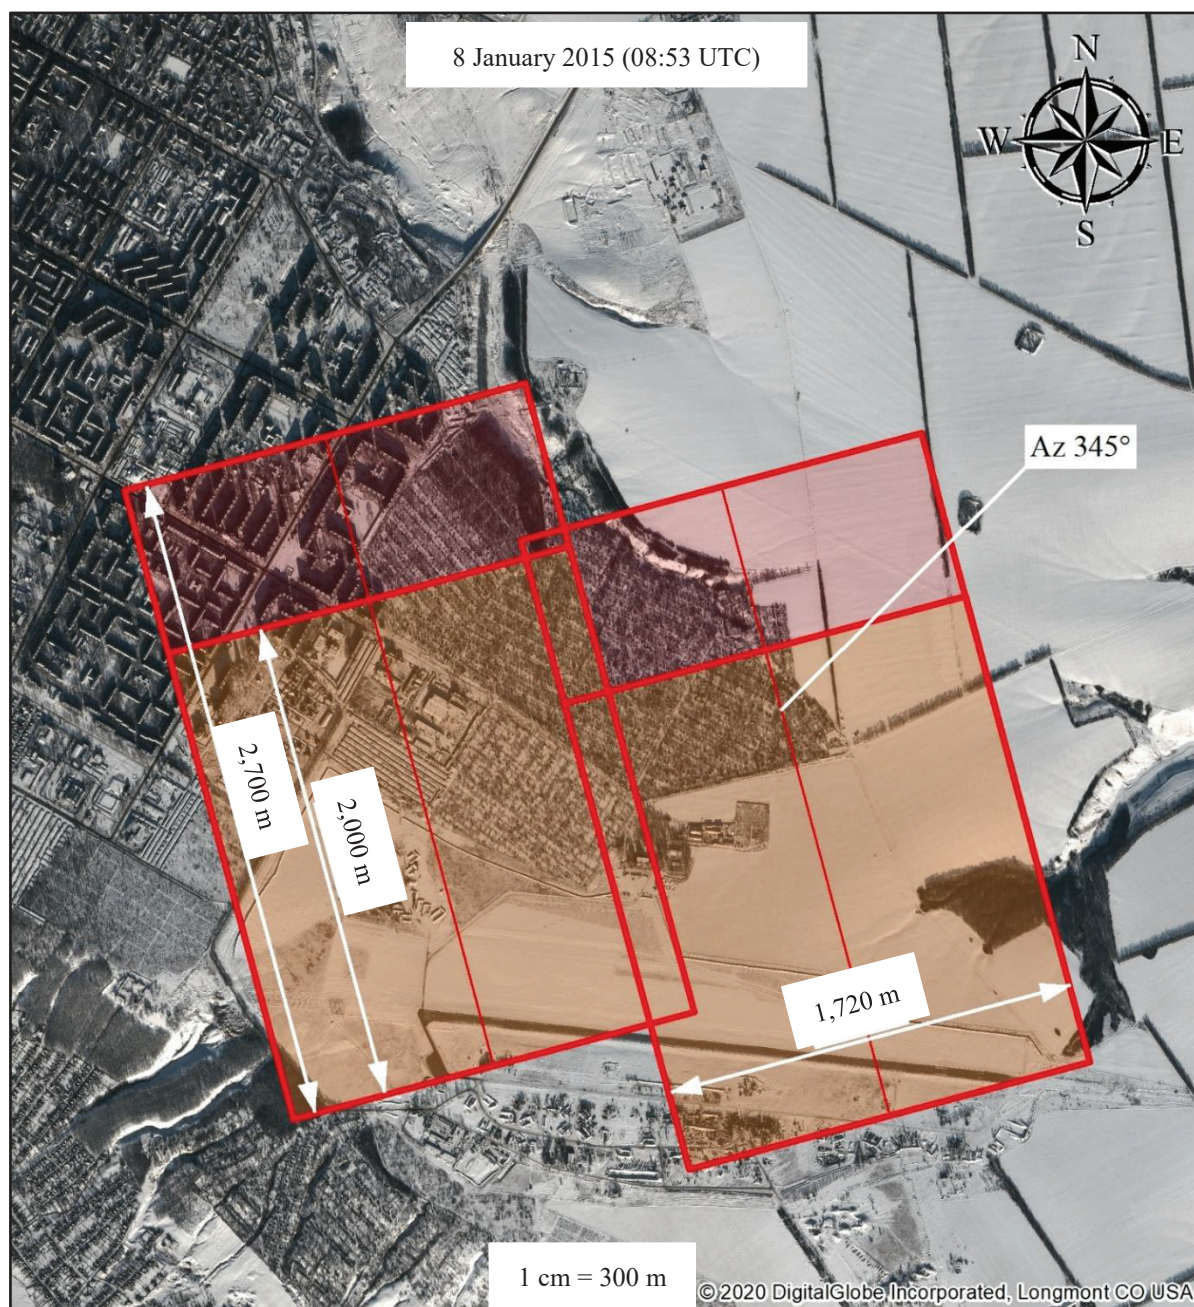 8 January 2015 (08:53 UTC)
N
W E
S
Az 345°
2,700 m
2,000 m
1,720 m
1 cm = 300 m
© 2020 DigitalGlobe Incorporated, Longmont CO USA